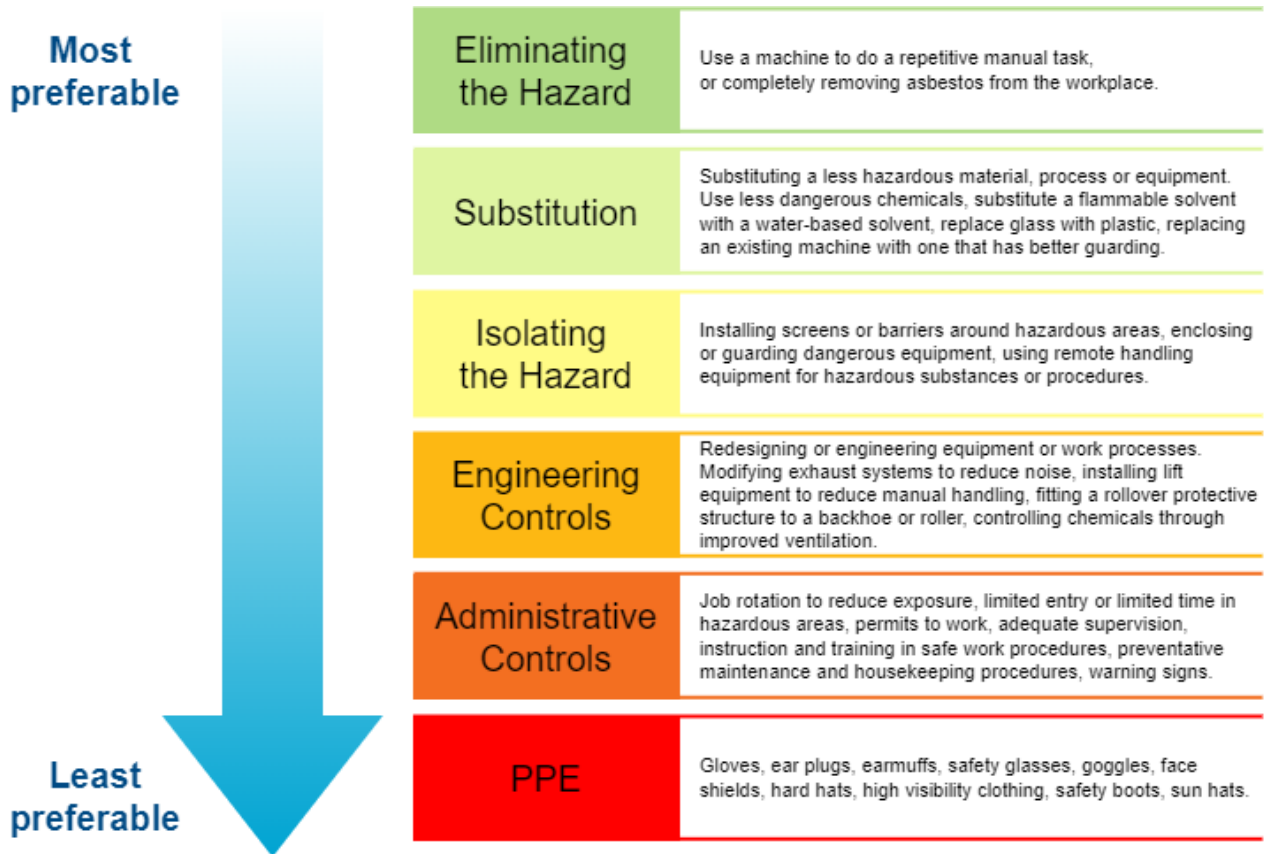 Most
preferable
Eliminating
the Hazard
Use a machine to do a repetitive manual task,
or completely removing asbestos from the workplace.
Substitution
Substituting a less hazardous material, process or equipment.
Use less dangerous chemicals, substitute a flammable solvent
with a water-based solvent, replace glass with plastic, replacing
an existing machine with one that has better guarding.
Isolating
the Hazard
Installing screens or barriers around hazardous areas, enclosing
or guarding dangerous equipment, using remote handling
equipment for hazardous substances or procedures.
Engineering
Controls
Redesigning or engineering equipment or work processes.
Modifying exhaust systems to reduce noise, installing lift
equipment to reduce manual handling, fitting a rollover protective
structure to a backhoe or roller, controlling chemicals through
improved ventilation.
Administrative
Controls
Job rotation to reduce exposure, limited entry or limited time in
hazardous areas, permits to work, adequate supervision,
instruction and training in safe work procedures, preventative
maintenance and housekeeping procedures, warning signs.
Least
preferable
PPE
Gloves, ear plugs, earmuffs, safety glasses, goggles, face
shields, hard hats, high visibility clothing, safety boots, sun hats.